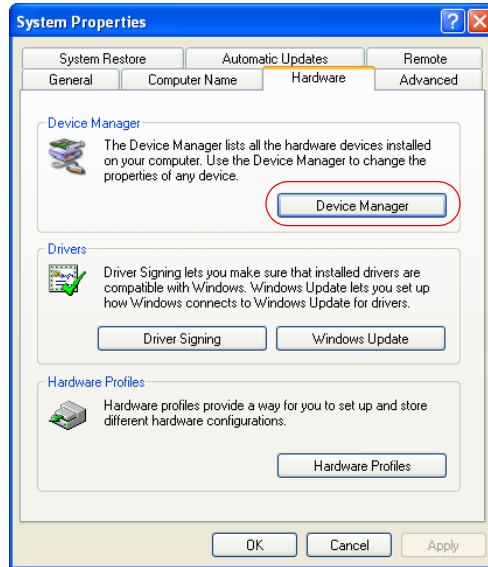 System Properties
System Restore Automatic Updates Remote
General Computer Name Hardware Advanced
Device Manager
The Device Manager lists all the hardware devices installed
on your computer. Use the Device Manager to change the
properties of any device.
Device Manager
Drivers
Driver Signing lets you make sure that installed drivers are
compatible with Windows. Windows Update lets you set up
how Windows connects to Windows Update for drivers.
Driver Signing Windows Update
Hardware Profiles
Hardware profiles provide a way for you to set up and store
different hardware configurations.
Hardware Profiles
OK Cancel Apply